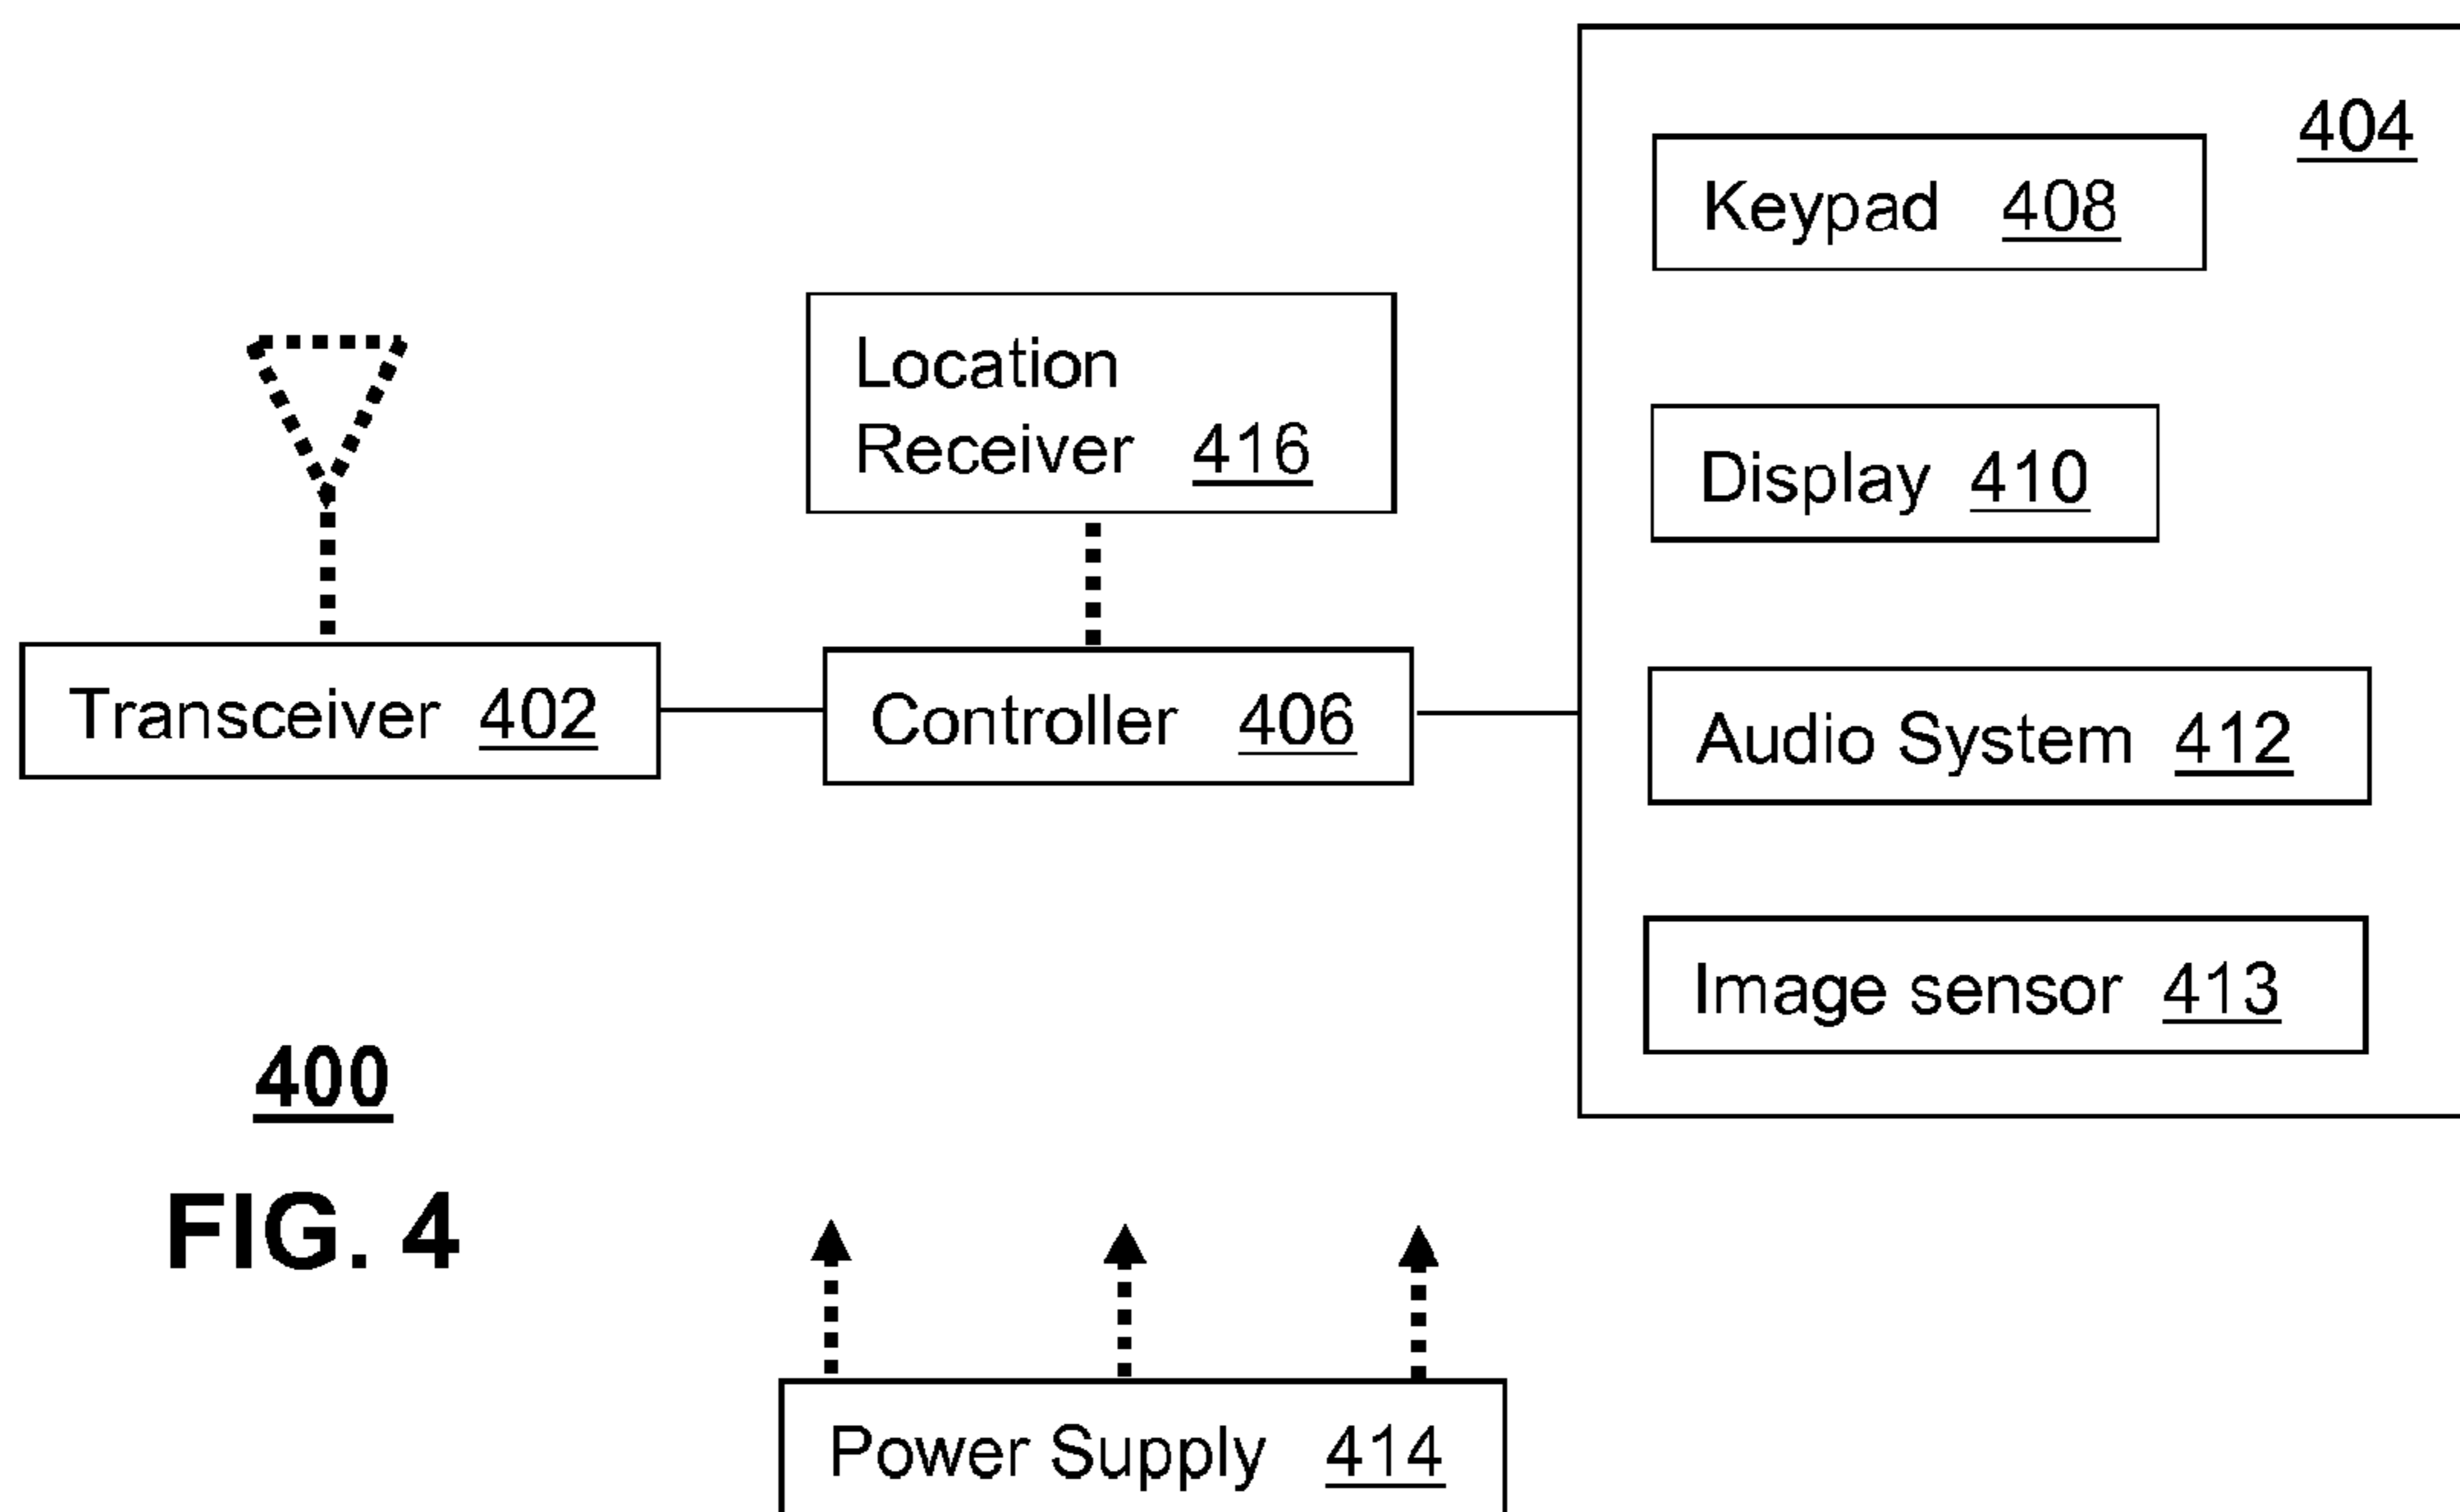 404
Keypad 408
Location
Receiver 416
Display 410
Transceiver 402
Controller 406
Audio System 412
Image sensor 413
400
FIG. 4
Power Supply 414